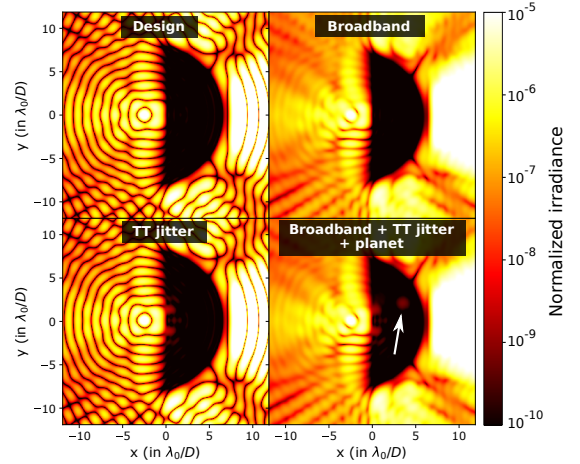 Design
Broadband
TT jitter
Broadband + TT jitter
+ planet
y (in λ₀/D)
10
5
0
−5
−10
y (in λ₀/D)
10
5
0
−5
−10
−10
−5
0
5
10
−10
−5
0
5
10
x (in λ₀/D)
x (in λ₀/D)
10⁻⁵
10⁻⁶
10⁻⁷
10⁻⁸
10⁻⁹
10⁻¹⁰
Normalized irradiance